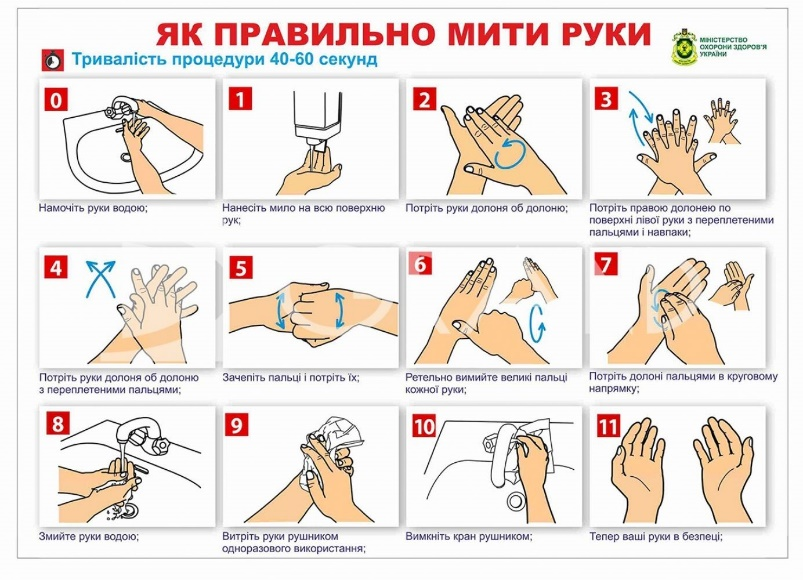 ЯК ПРАВИЛЬНО МИТИ РУКИ
МІНІСТЕРСТВО
ОХОРОНИ ЗДОРОВ'Я
УКРАЇНИ
Тривалість процедури 40-60 секунд
0
1
2
3
Намочіть руки водою;
Нанесіть мило на всю поверхню
рук;
Потріть руки долоня об долоню;
Потріть правою долонею по
поверхні лівої руки з переплетеними
пальцями і навпаки;
4
5
6
7
Потріть руки долоня об долоню
з переплетеними пальцями;
Зачепіть пальці і потріть їх;
Ретельно вимийте великі пальці
кожної руки;
Потріть долоні пальцями в круговому
напрямку;
8
9
10
11
Змийте руки водою;
Витріть руки рушником
одноразового використання;
Вимкніть кран рушником;
Тепер ваші руки в безпеці;